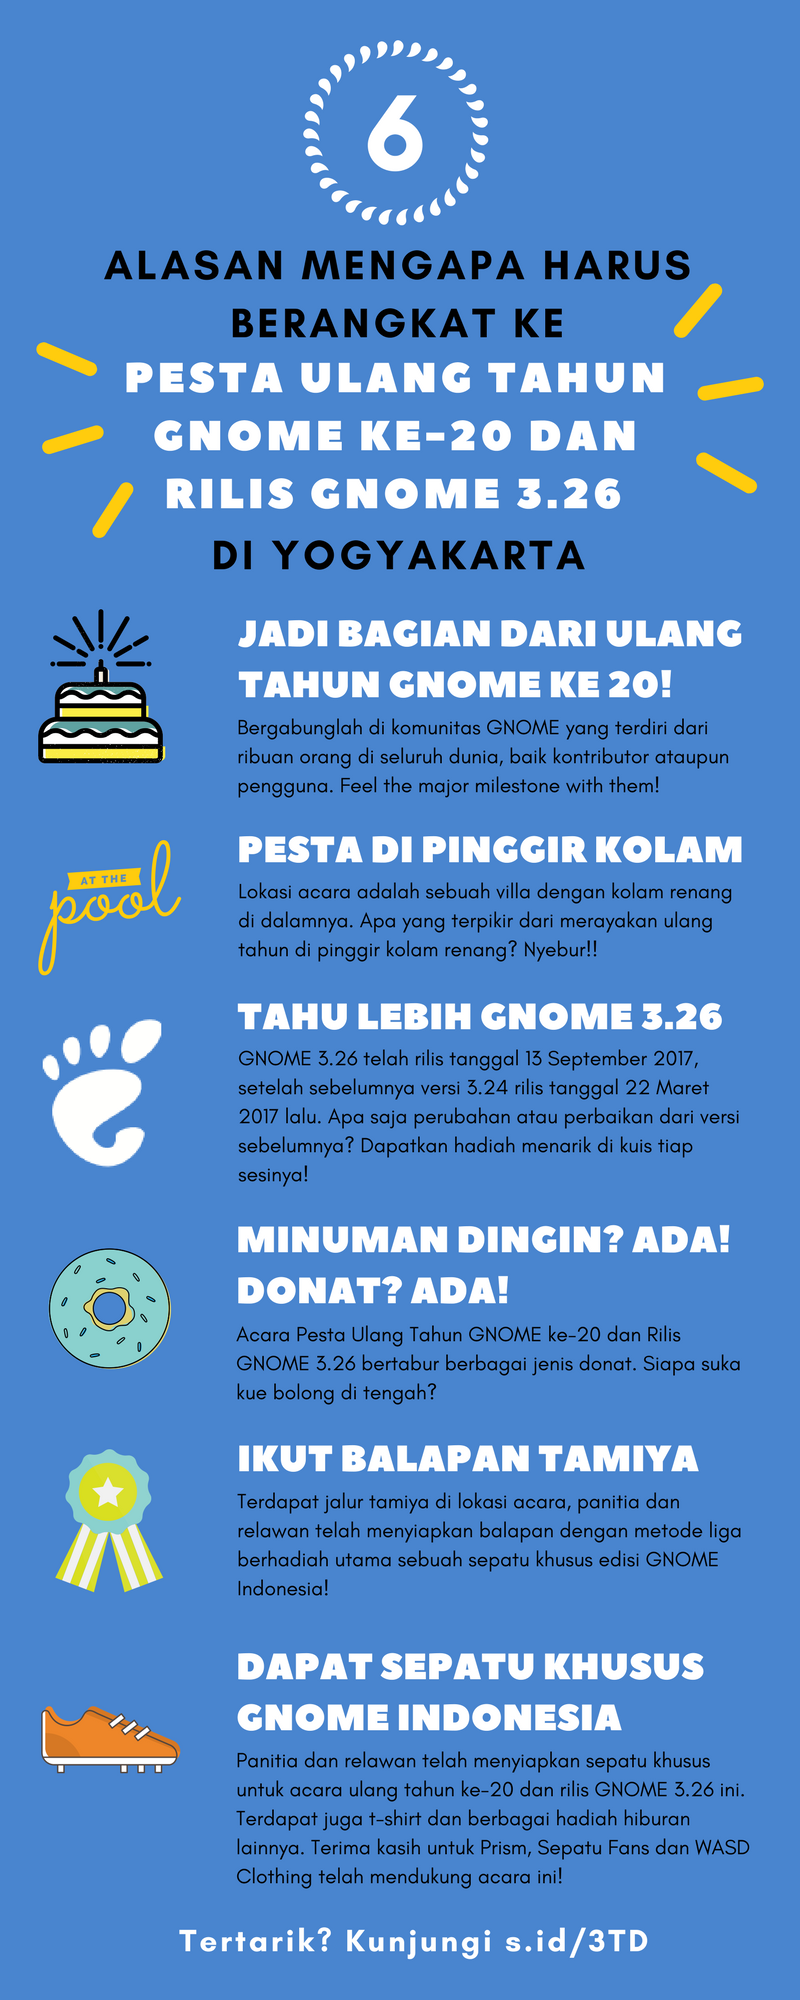 6
ALASAN MENGAPA HARUS
BERANGKAT KE
PESTA ULANG TAHUN
GNOME KE-20 DAN
RILIS GNOME 3.26
DI YOGYAKARTA
JADI BAGIAN DARI ULANG
TAHUN GNOME KE 20!
Bergabunglah di komunitas GNOME yang terdiri dari
ribuan orang di seluruh dunia, baik kontributor ataupun
pengguna. Feel the major milestone with them!
AT THE
pool
PESTA DI PINGGIR KOLAM
Lokasi acara adalah sebuah villa dengan kolam renang
di dalamnya. Apa yang terpikir dari merayakan ulang
tahun di pinggir kolam renang? Nyebur!!
TAHU LEBIH GNOME 3.26
GNOME 3.26 telah rilis tanggal 13 September 2017,
setelah sebelumnya versi 3.24 rilis tanggal 22 Maret
2017 lalu. Apa saja perubahan atau perbaikan dari versi
sebelumnya? Dapatkan hadiah menarik di kuis tiap
sesinya!
MINUMAN DINGIN? ADA!
DONAT? ADA!
Acara Pesta Ulang Tahun GNOME ke-20 dan Rilis
GNOME 3.26 bertabur berbagai jenis donat. Siapa suka
kue bolong di tengah?
IKUT BALAPAN TAMIYA
Terdapat jalur tamiya di lokasi acara, panitia dan
relawan telah menyiapkan balapan dengan metode liga
berhadiah utama sebuah sepatu khusus edisi GNOME
Indonesia!
DAPAT SEPATU KHUSUS
GNOME INDONESIA
Panitia dan relawan telah menyiapkan sepatu khusus
untuk acara ulang tahun ke-20 dan rilis GNOME 3.26 ini.
Terdapat juga t-shirt dan berbagai hadiah hiburan
lainnya. Terima kasih untuk Prism, Sepatu Fans dan WASD
Clothing telah mendukung acara ini!
Tertarik? Kunjungi s.id/3TD